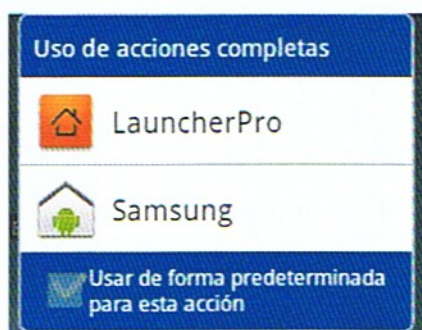 Uso de acciones completas
LauncherPro
Samsung
Usar de forma predeterminada
para esta acción